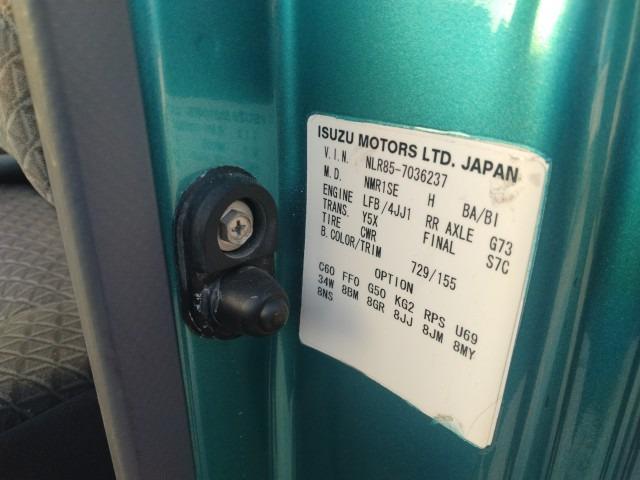 ISUZU MOTORS LTD. JAPAN
V.I.N. NLR85-7036237
M.D. NMR1SE H BA/BI
ENGINE LFB/4JJ1 RR AXLE G73
TRANS. Y5X FINAL S7C
TIRE CWR
B.COLOR/TRIM 729/155
OPTION
C60 FF0 G50 KG2 RPS U69
34W 8BM 8GR 8JJ 8JM 8MY
8NS